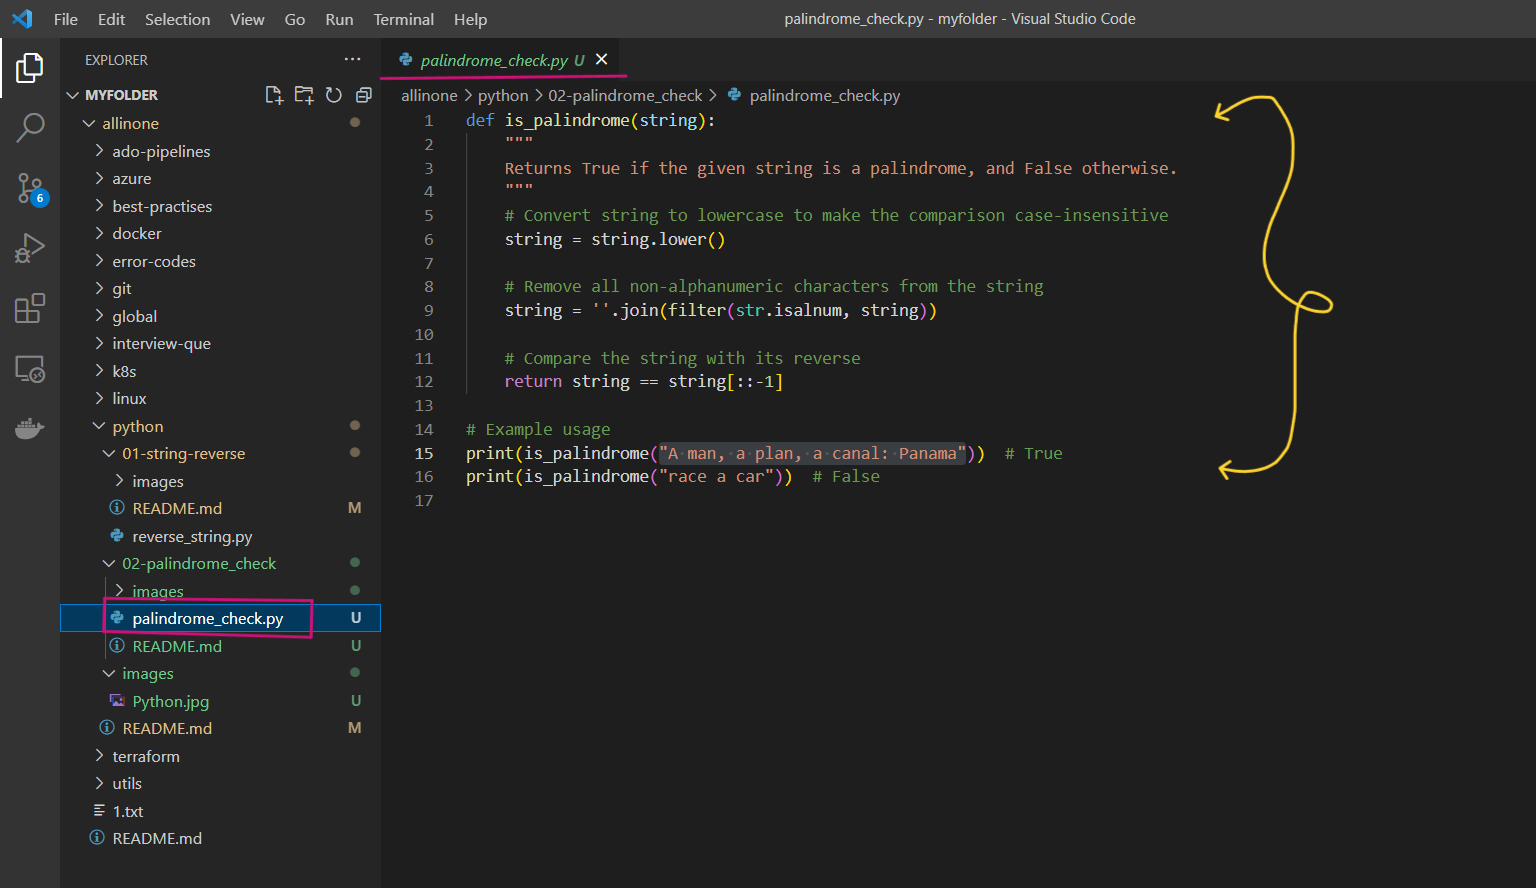 File Edit Selection View Go Run Terminal Help
palindrome_check.py - myfolder - Visual Studio Code
EXPLORER
MYFOLDER
allinone
ado-pipelines
azure
best-practises
docker
error-codes
git
global
interview-que
k8s
linux
python
01-string-reverse
images
README.md M
reverse_string.py
02-palindrome_check
images
palindrome_check.py U
README.md U
images
Python.jpg U
README.md M
terraform
utils
1.txt
README.md
6
palindrome_check.py U
allinone > python > 02-palindrome_check > palindrome_check.py
1 def is_palindrome(string):
2 """
3 Returns True if the given string is a palindrome, and False otherwise.
4 """
5 # Convert string to lowercase to make the comparison case-insensitive
6 string = string.lower()
7
8 # Remove all non-alphanumeric characters from the string
9 string = ''.join(filter(str.isalnum, string))
10
11 # Compare the string with its reverse
12 return string == string[::-1]
13
14 # Example usage
15 print(is_palindrome("A man, a plan, a canal: Panama")) # True
16 print(is_palindrome("race a car")) # False
17